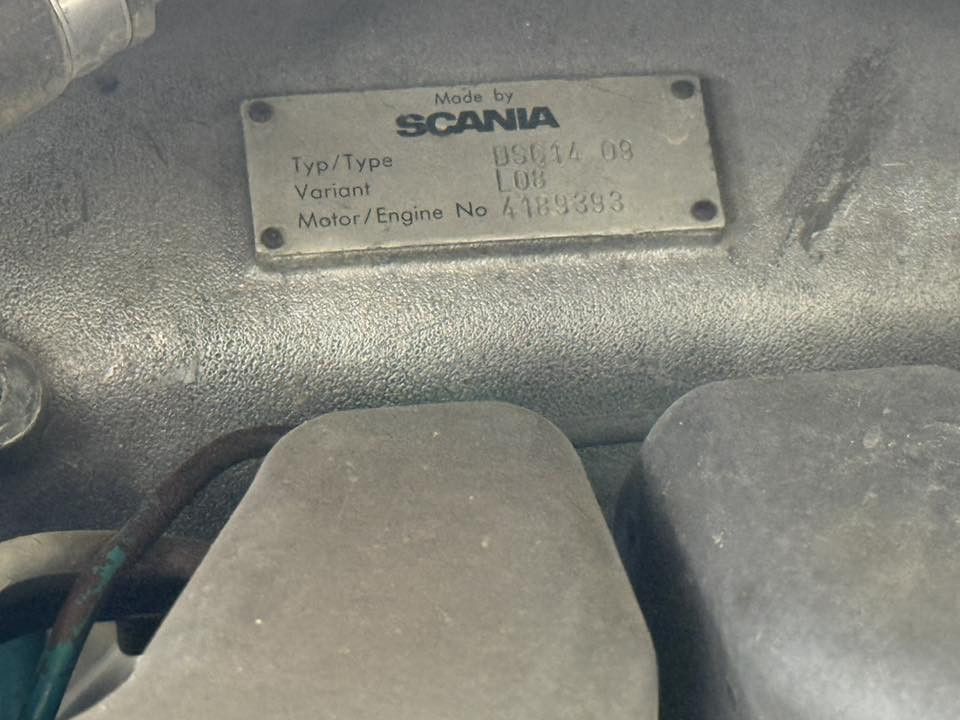 Made by
SCANIA
Typ/Type DSC14 08
Variant L08
Motor/Engine No 4189393